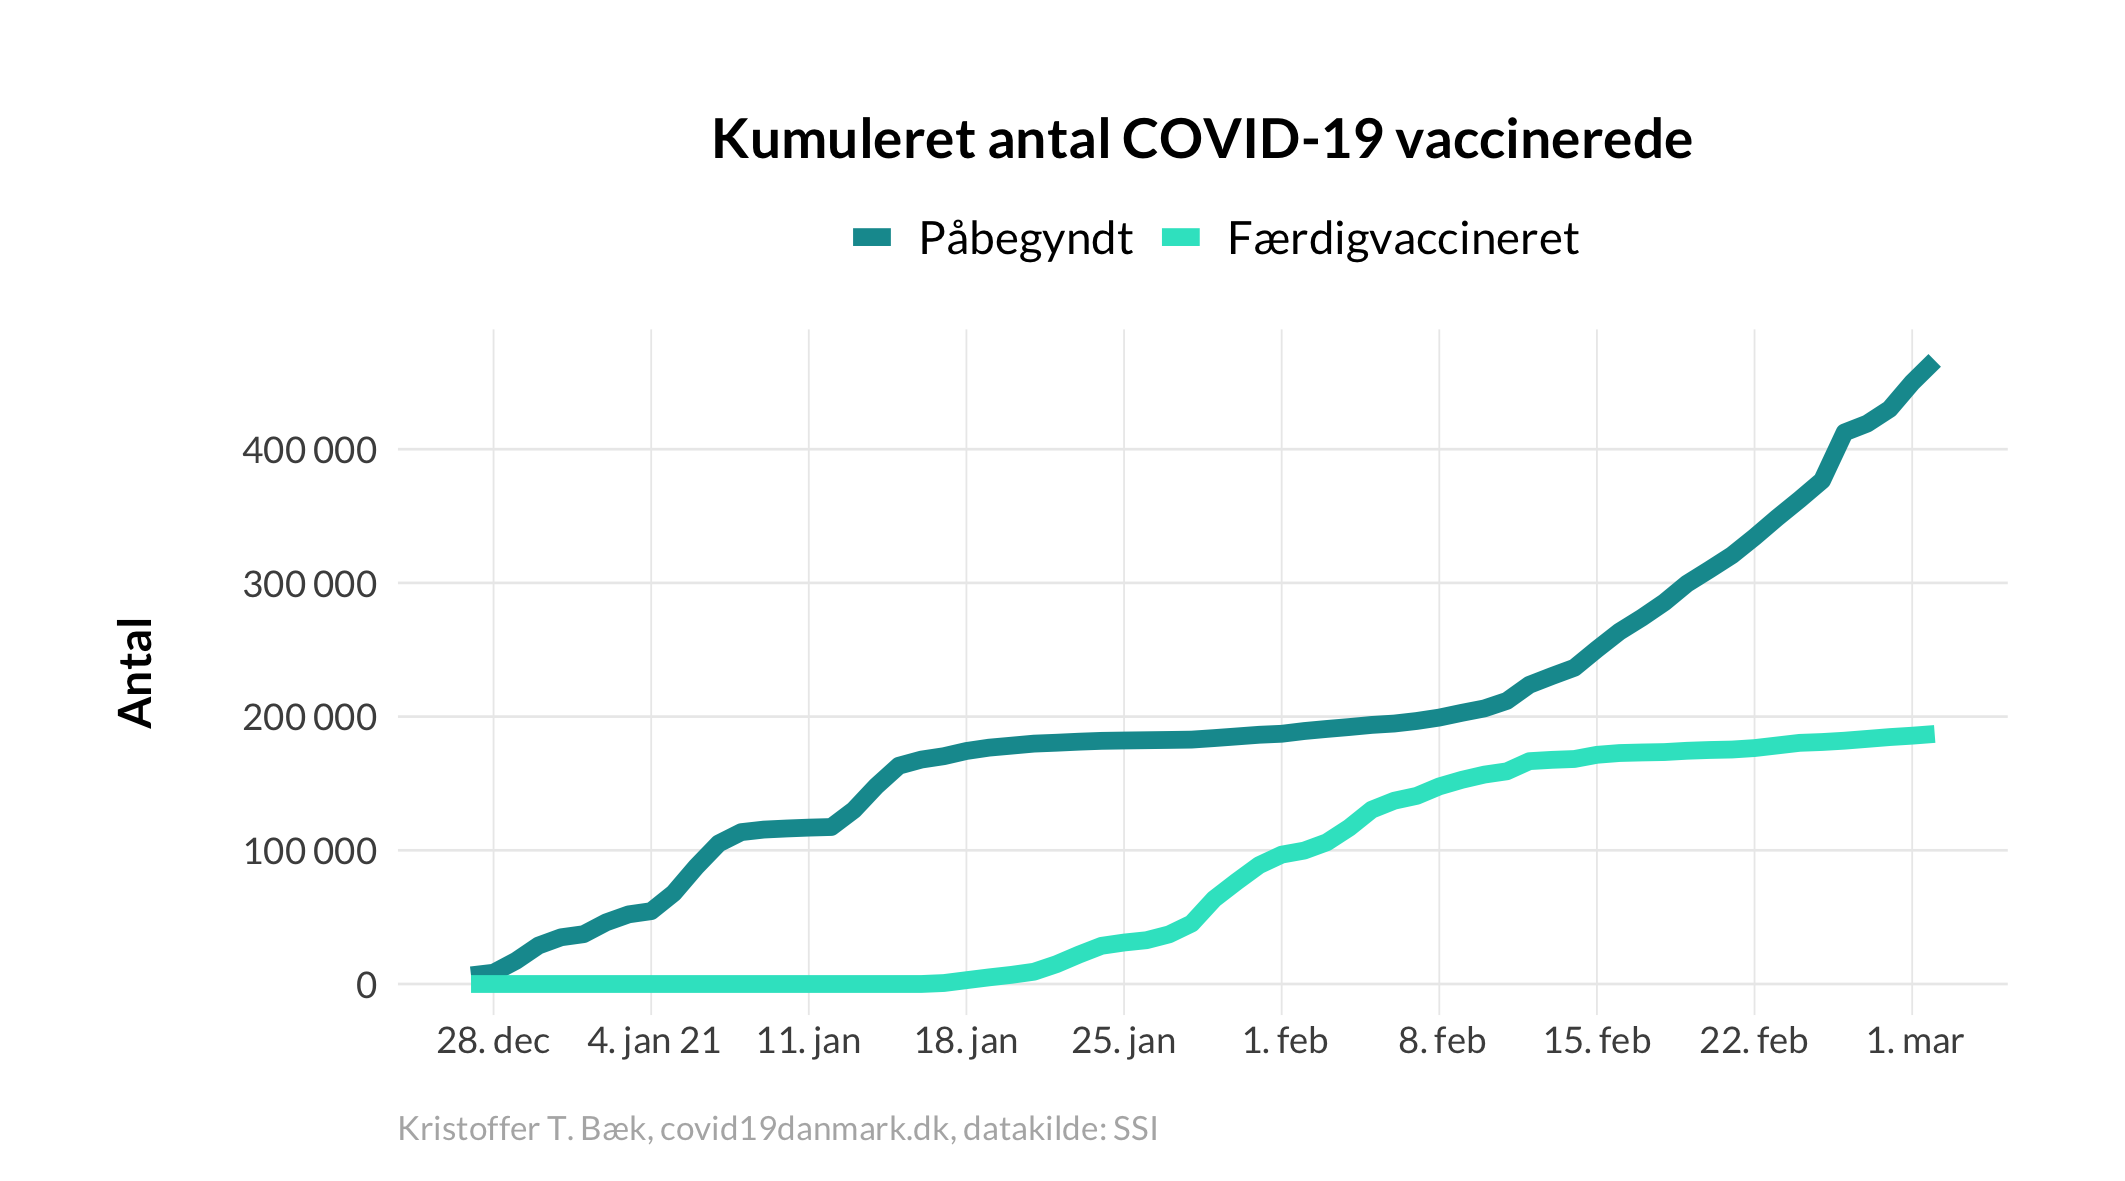 Kumuleret antal COVID-19 vaccinerede
Påbegyndt Færdigvaccineret
Antal
400 000
300 000
200 000
100 000
0
28. dec 4. jan 21 11. jan 18. jan 25. jan 1. feb 8. feb 15. feb 22. feb 1. mar
Kristoffer T. Bæk, covid19danmark.dk, datakilde: SSI